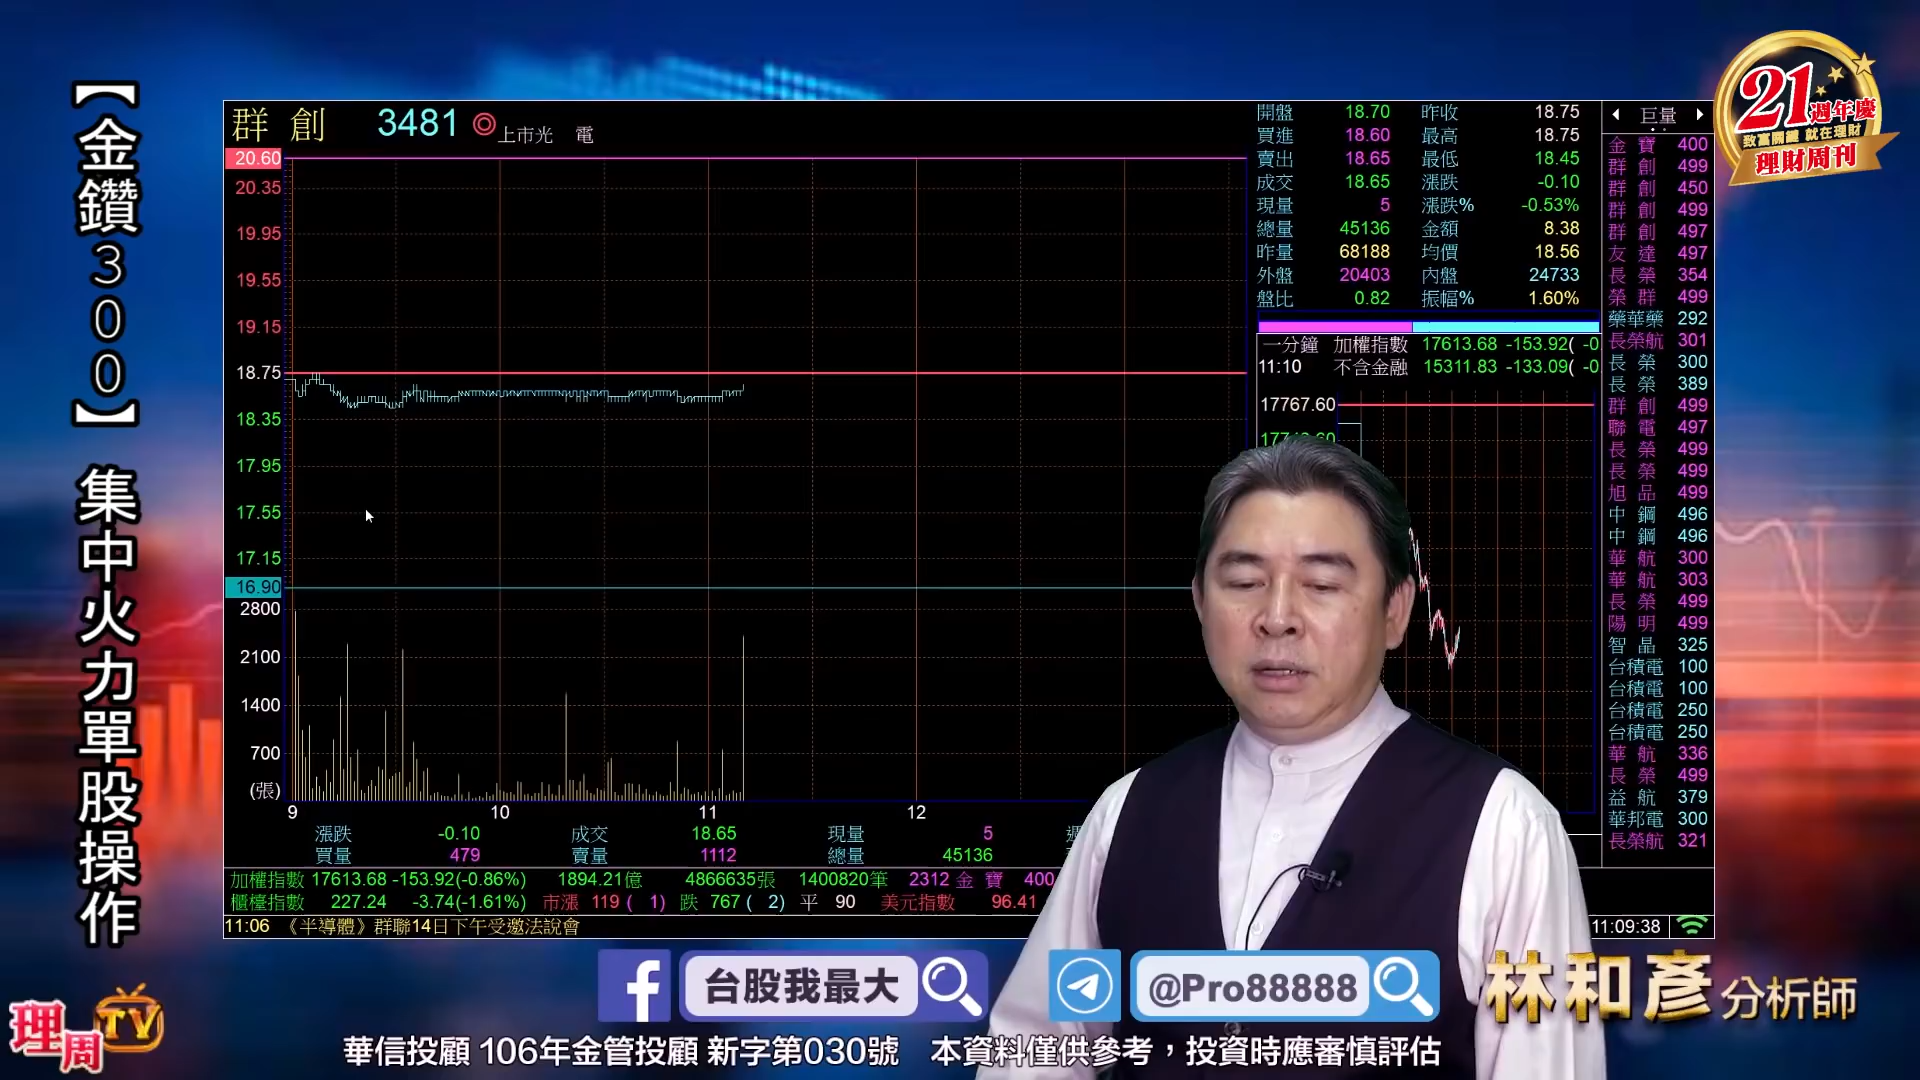 【金鑽300】集中火力單股操作
21週年慶
致富關鍵 就在理財
理財周刊
群 創 3481 ◎上市光 電
20.60
20.35
19.95
19.55
19.15
18.75
18.35
17.95
17.55
17.15
16.90
2800
2100
1400
700
(張)
9 10 11 12
開盤 18.70 昨收 18.75
買進 18.60 最高 18.75
賣出 18.65 最低 18.45
成交 18.65 漲跌 -0.10
現量 5 漲跌% -0.53%
總量 45136 金額 8.38
昨量 68188 均價 18.56
外盤 20403 內盤 24733
盤比 0.82 振幅% 1.60%
一分鐘 加權指數 17613.68 -153.92( -0
11:10 不含金融 15311.83 -133.09( -0
17767.60
巨量
金 寶 400
群 創 499
群 創 450
群 創 499
群 創 497
友 達 497
長 榮 354
榮 群 499
藥華藥 292
長榮航 301
長 榮 300
長 榮 389
群 創 499
聯 電 497
長 榮 499
長 榮 499
旭 品 499
中 鋼 496
中 鋼 496
華 航 300
華 航 303
長 榮 499
陽 明 499
智 晶 325
台積電 100
台積電 100
台積電 250
台積電 250
華 航 336
長 榮 499
益 航 379
華邦電 300
長榮航 321
漲跌 -0.10 成交 18.65 現量 5
買量 479 賣量 1112 總量 45136
加權指數 17613.68 -153.92(-0.86%) 1894.21億 4866635張 1400820筆 2312 金 寶 400
櫃檯指數 227.24 -3.74(-1.61%) 市漲 119 ( 1) 跌 767 ( 2) 平 90 美元指數 96.41
11:06 《半導體》群聯14日下午受邀法說會
11:09:38
台股我最大
@Pro88888
林和彥 分析師
理周TV
華信投顧 106年金管投顧 新字第030號 本資料僅供參考，投資時應審慎評估